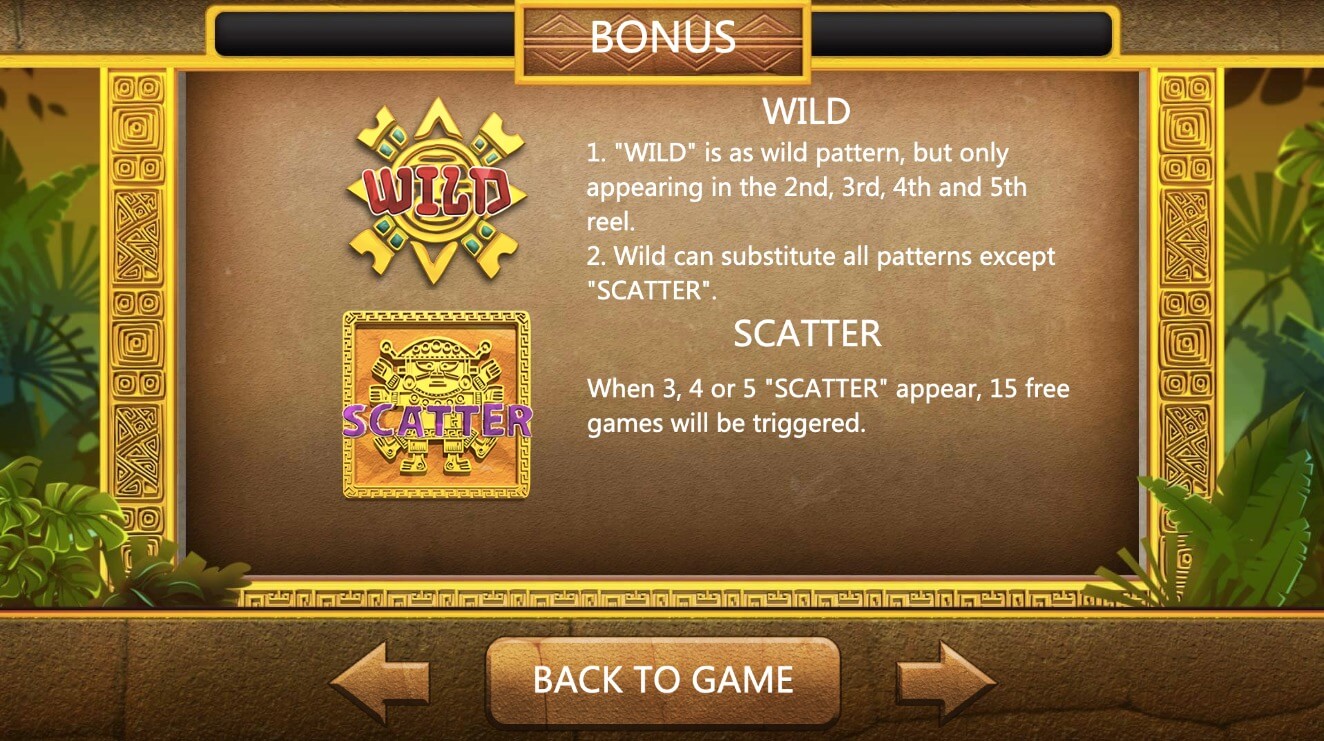 BONUS
WILD
WILD
1. "WILD" is as wild pattern, but only
appearing in the 2nd, 3rd, 4th and 5th
reel.
2. Wild can substitute all patterns except
"SCATTER".
SCATTER
SCATTER
When 3, 4 or 5 "SCATTER" appear, 15 free
games will be triggered.
BACK TO GAME